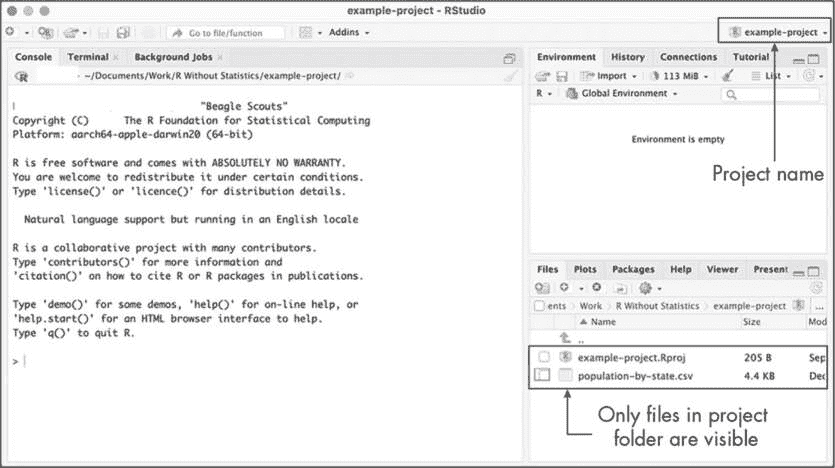 example-project - RStudio
Go to file/function
Addins
example-project
Console Terminal Background Jobs
~/Documents/Work/R Without Statistics/example-project/
"Beagle Scouts"
Copyright (C) The R Foundation for Statistical Computing
Platform: aarch64-apple-darwin20 (64-bit)
R is free software and comes with ABSOLUTELY NO WARRANTY.
You are welcome to redistribute it under certain conditions.
Type 'license()' or 'licence()' for distribution details.
Natural language support but running in an English locale
R is a collaborative project with many contributors.
Type 'contributors()' for more information and
'citation()' on how to cite R or R packages in publications.
Type 'demo()' for some demos, 'help()' for on-line help, or
'help.start()' for an HTML browser interface to help.
Type 'q()' to quit R.
>
Environment History Connections Tutorial
Import 113 MiB List
R Global Environment
Environment is empty
Project name
Files Plots Packages Help Viewer Present
ents Work R Without Statistics example-project ...
Name Size Mod
..
example-project.Rproj 205 B Sep
population-by-state.csv 4.4 KB Dec
Only files in project
folder are visible